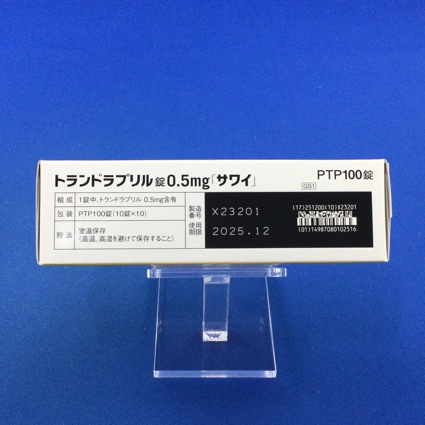 トランドラプリル錠0.5mg「サワイ」
PTP100錠
GS1
組成 1錠中、トランドラプリル 0.5mg含有
包装 PTP100錠(10錠×10)
貯法 室温保存
(高温、高湿を避けて保存すること)
製造番号 X23201
使用期限 2025.12
(17)251200(10)X23201
(01)14987080102516